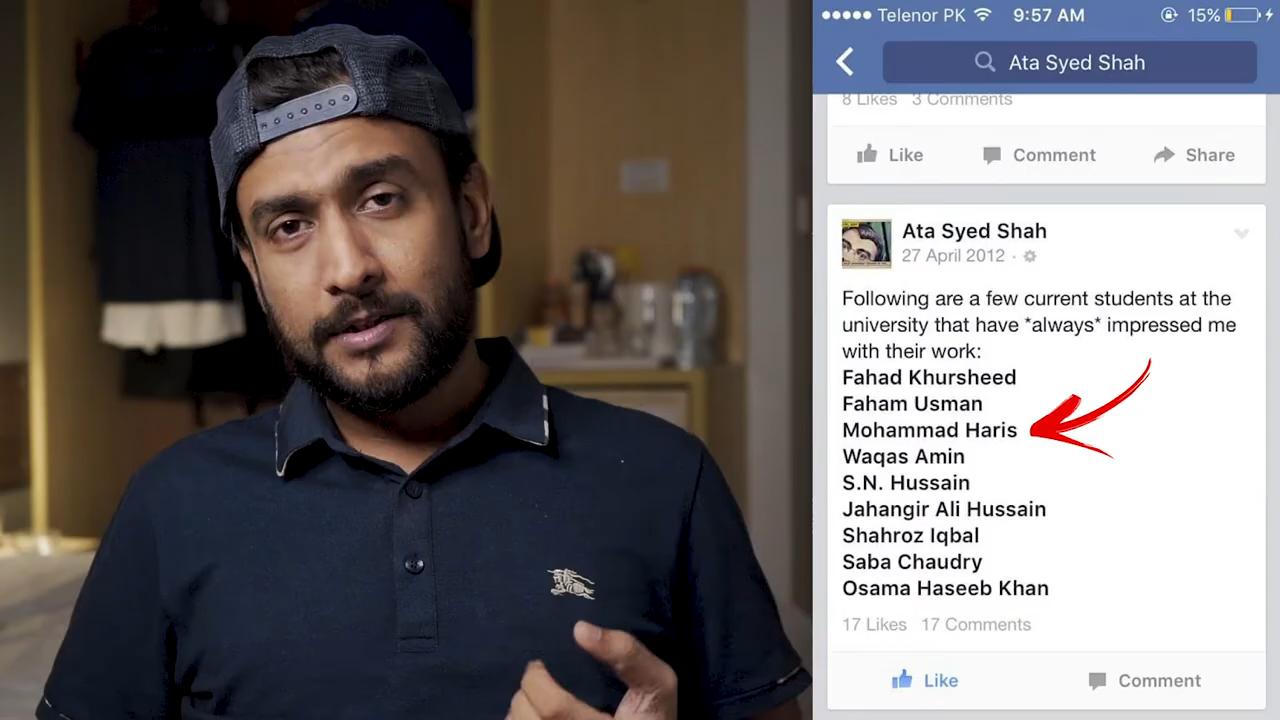 Telenor PK
9:57 AM
15%
Ata Syed Shah
8 Likes 3 Comments
Like
Comment
Share
Ata Syed Shah
27 April 2012 ·
Following are a few current students at the
university that have *always* impressed me
with their work:
Fahad Khursheed
Faham Usman
Mohammad Haris
Waqas Amin
S.N. Hussain
Jahangir Ali Hussain
Shahroz Iqbal
Saba Chaudry
Osama Haseeb Khan
17 Likes 17 Comments
Like
Comment